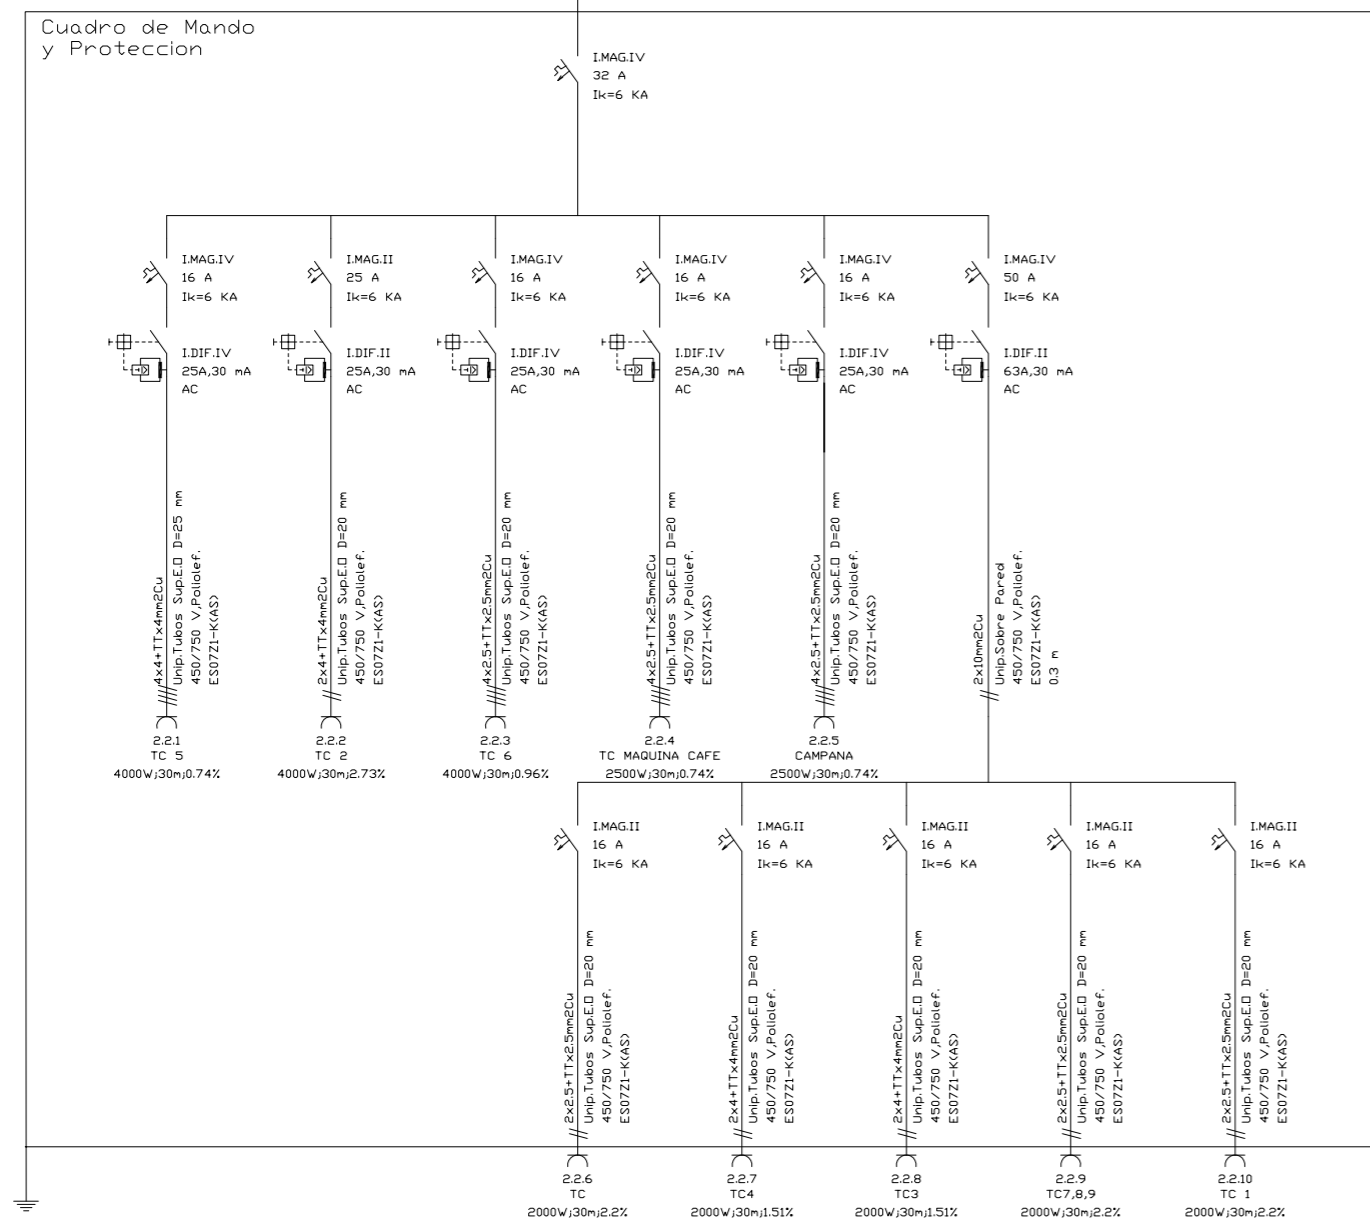 Cuadro de Mando
y Proteccion
I.MAG.IV
32 A
Ik=6 KA
I.MAG.IV
16 A
Ik=6 KA
I.DIF.IV
25A,30 mA
AC
4x4+TTx4mm2Cu
Unip.Tubos Sup.E.O D=25 mm
450/750 V,Poliolef.
ES07Z1-K(AS)
2.2.1
TC 5
4000W;30m;0.74%
I.MAG.II
25 A
Ik=6 KA
I.DIF.II
25A,30 mA
AC
2x4+TTx4mm2Cu
Unip.Tubos Sup.E.O D=20 mm
450/750 V,Poliolef.
ES07Z1-K(AS)
2.2.2
TC 2
4000W;30m;2.73%
I.MAG.IV
16 A
Ik=6 KA
I.DIF.IV
25A,30 mA
AC
4x2.5+TTx2.5mm2Cu
Unip.Tubos Sup.E.O D=20 mm
450/750 V,Poliolef.
ES07Z1-K(AS)
2.2.3
TC 6
4000W;30m;0.96%
I.MAG.IV
16 A
Ik=6 KA
I.DIF.IV
25A,30 mA
AC
4x2.5+TTx2.5mm2Cu
Unip.Tubos Sup.E.O D=20 mm
450/750 V,Poliolef.
ES07Z1-K(AS)
2.2.4
TC MAQUINA CAFE
2500W;30m;0.74%
I.MAG.IV
16 A
Ik=6 KA
I.DIF.IV
25A,30 mA
AC
4x2.5+TTx2.5mm2Cu
Unip.Tubos Sup.E.O D=20 mm
450/750 V,Poliolef.
ES07Z1-K(AS)
2.2.5
CAMPANA
2500W;30m;0.74%
I.MAG.IV
50 A
Ik=6 KA
I.DIF.II
63A,30 mA
AC
2x10mm2Cu
Unip.Sobre Pared
450/750 V,Poliolef.
ES07Z1-K(AS)
0.3 m
I.MAG.II
16 A
Ik=6 KA
2x2.5+TTx2.5mm2Cu
Unip.Tubos Sup.E.O D=20 mm
450/750 V,Poliolef.
ES07Z1-K(AS)
2.2.6
TC
2000W;30m;2.2%
I.MAG.II
16 A
Ik=6 KA
2x4+TTx4mm2Cu
Unip.Tubos Sup.E.O D=20 mm
450/750 V,Poliolef.
ES07Z1-K(AS)
2.2.7
TC4
2000W;30m;1.51%
I.MAG.II
16 A
Ik=6 KA
2x4+TTx4mm2Cu
Unip.Tubos Sup.E.O D=20 mm
450/750 V,Poliolef.
ES07Z1-K(AS)
2.2.8
TC3
2000W;30m;1.51%
I.MAG.II
16 A
Ik=6 KA
2x2.5+TTx2.5mm2Cu
Unip.Tubos Sup.E.O D=20 mm
450/750 V,Poliolef.
ES07Z1-K(AS)
2.2.9
TC7,8,9
2000W;30m;2.2%
I.MAG.II
16 A
Ik=6 KA
2x2.5+TTx2.5mm2Cu
Unip.Tubos Sup.E.O D=20 mm
450/750 V,Poliolef.
ES07Z1-K(AS)
2.2.10
TC 1
2000W;30m;2.2%